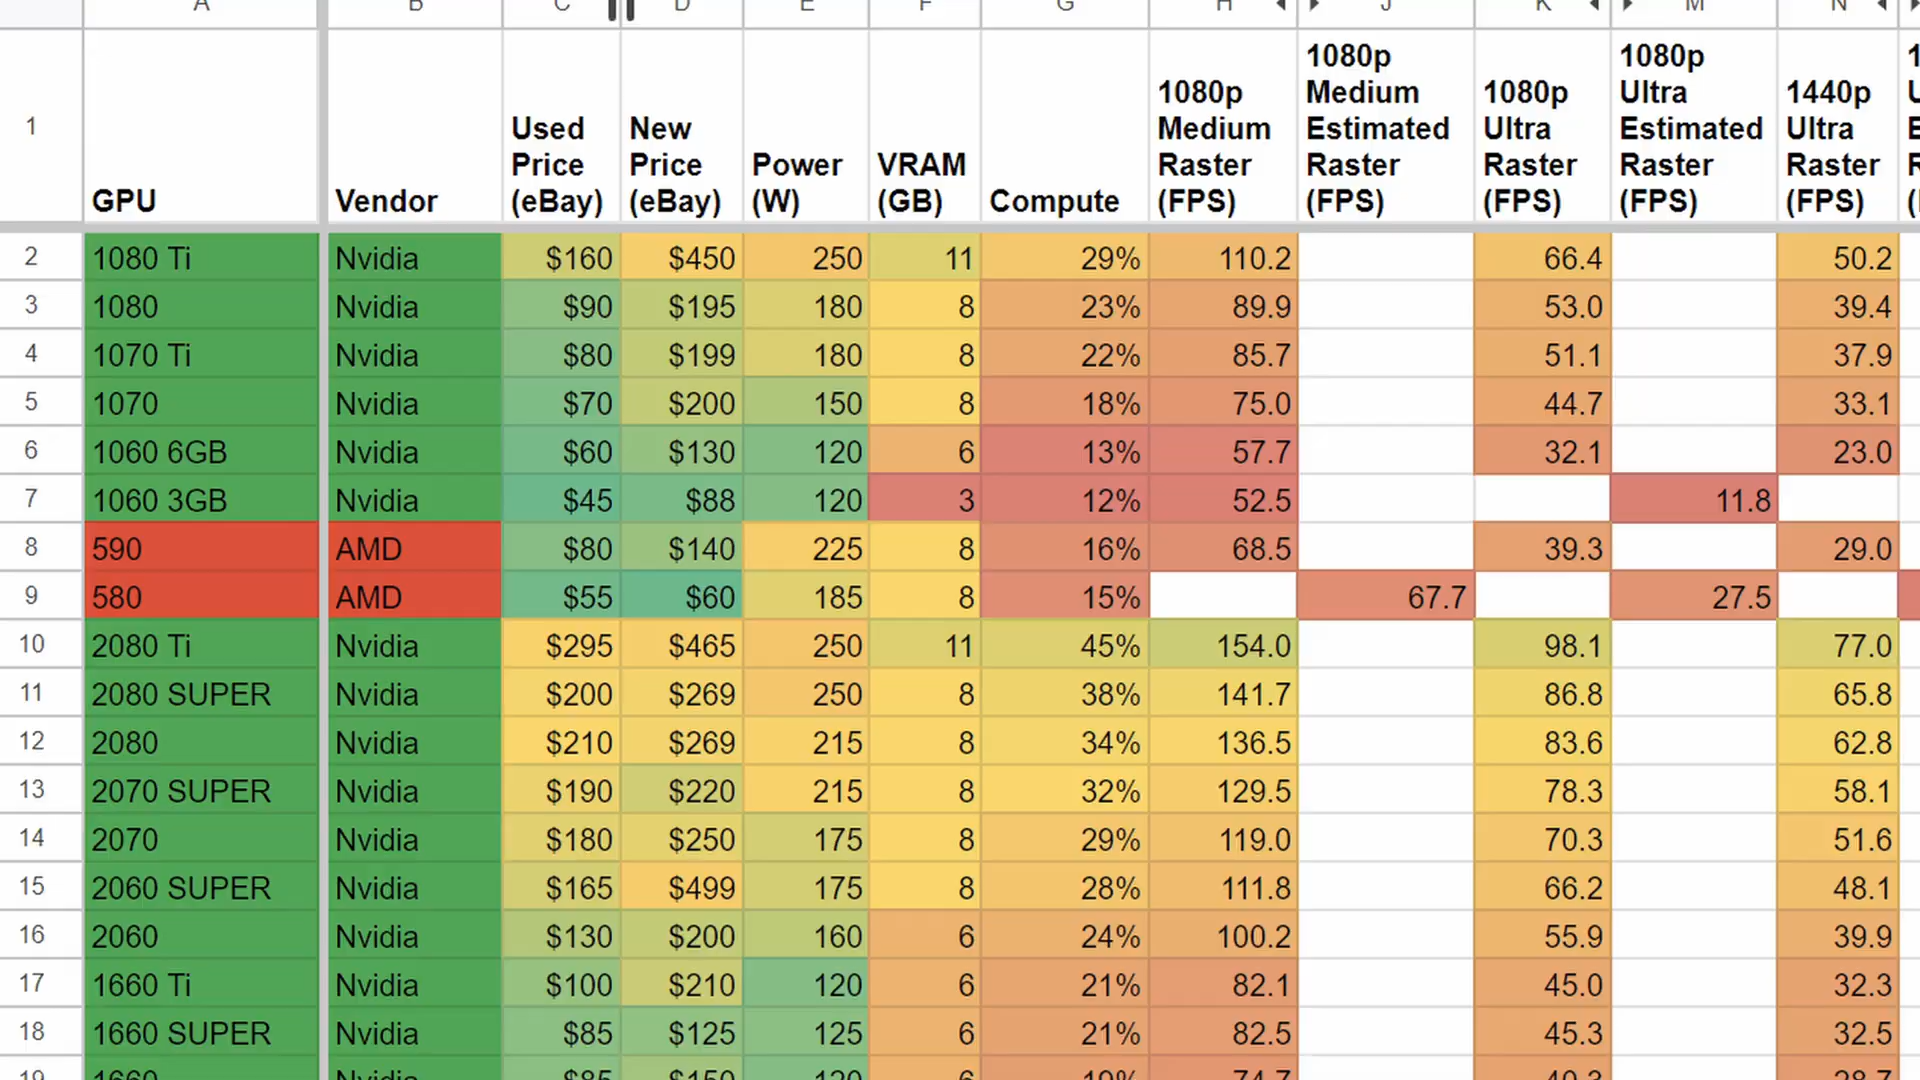 A B C D E F G H J K M N
1 GPU Vendor Used Price (eBay) New Price (eBay) Power (W) VRAM (GB) Compute 1080p Medium Raster (FPS) 1080p Medium Estimated Raster (FPS) 1080p Ultra Raster (FPS) 1080p Ultra Estimated Raster (FPS) 1440p Ultra Raster (FPS)
2 1080 Ti Nvidia $160 $450 250 11 29% 110.2 66.4 50.2
3 1080 Nvidia $90 $195 180 8 23% 89.9 53.0 39.4
4 1070 Ti Nvidia $80 $199 180 8 22% 85.7 51.1 37.9
5 1070 Nvidia $70 $200 150 8 18% 75.0 44.7 33.1
6 1060 6GB Nvidia $60 $130 120 6 13% 57.7 32.1 23.0
7 1060 3GB Nvidia $45 $88 120 3 12% 52.5 11.8
8 590 AMD $80 $140 225 8 16% 68.5 39.3 29.0
9 580 AMD $55 $60 185 8 15% 67.7 27.5
10 2080 Ti Nvidia $295 $465 250 11 45% 154.0 98.1 77.0
11 2080 SUPER Nvidia $200 $269 250 8 38% 141.7 86.8 65.8
12 2080 Nvidia $210 $269 215 8 34% 136.5 83.6 62.8
13 2070 SUPER Nvidia $190 $220 215 8 32% 129.5 78.3 58.1
14 2070 Nvidia $180 $250 175 8 29% 119.0 70.3 51.6
15 2060 SUPER Nvidia $165 $499 175 8 28% 111.8 66.2 48.1
16 2060 Nvidia $130 $200 160 6 24% 100.2 55.9 39.9
17 1660 Ti Nvidia $100 $210 120 6 21% 82.1 45.0 32.3
18 1660 SUPER Nvidia $85 $125 125 6 21% 82.5 45.3 32.5
19 1660 Nvidia $85 $150 120 6 19% 74.7 40.3 28.7